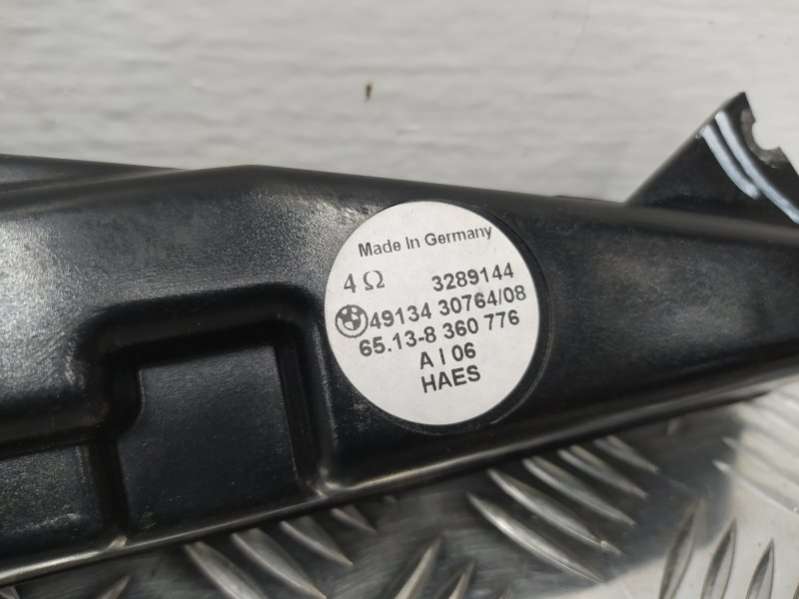 Made In Germany
4 Ω 3289144
49134 30764/08
65.13-8 360 776
A I 06
HAES